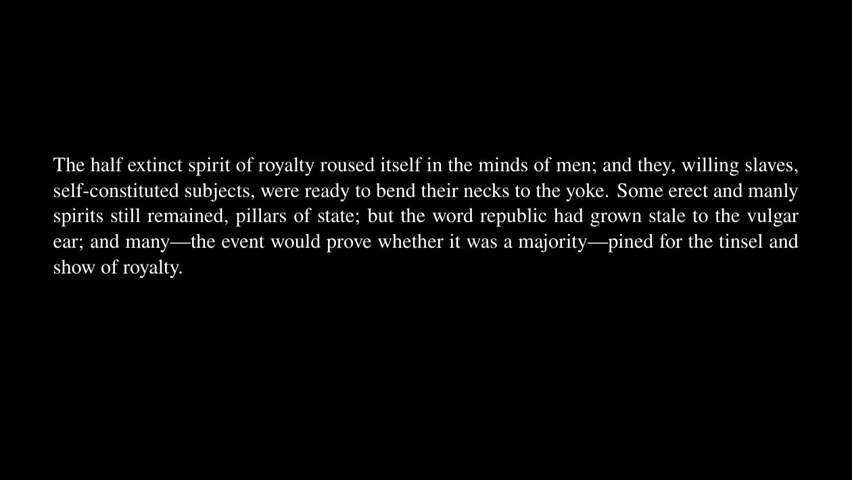 The half extinct spirit of royalty roused itself in the minds of men; and they, willing slaves,
self-constituted subjects, were ready to bend their necks to the yoke. Some erect and manly
spirits still remained, pillars of state; but the word republic had grown stale to the vulgar
ear; and many—the event would prove whether it was a majority—pined for the tinsel and
show of royalty.